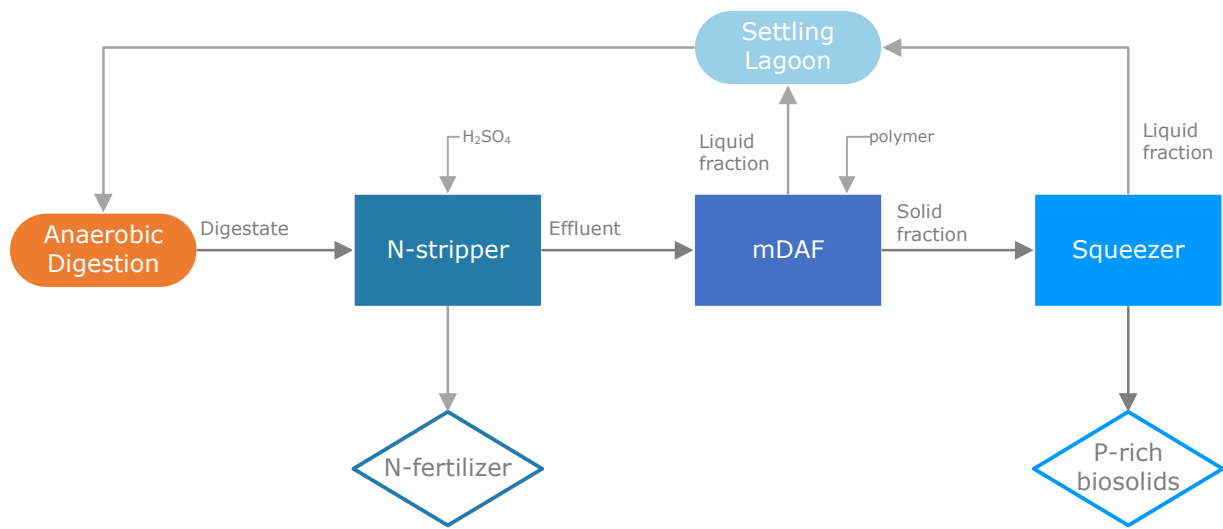 Settling
Lagoon
H₂SO₄
Liquid
fraction
polymer
Liquid
fraction
Anaerobic
Digestion
Digestate
N-stripper
Effluent
mDAF
Solid
fraction
Squeezer
N-fertilizer
P-rich
biosolids